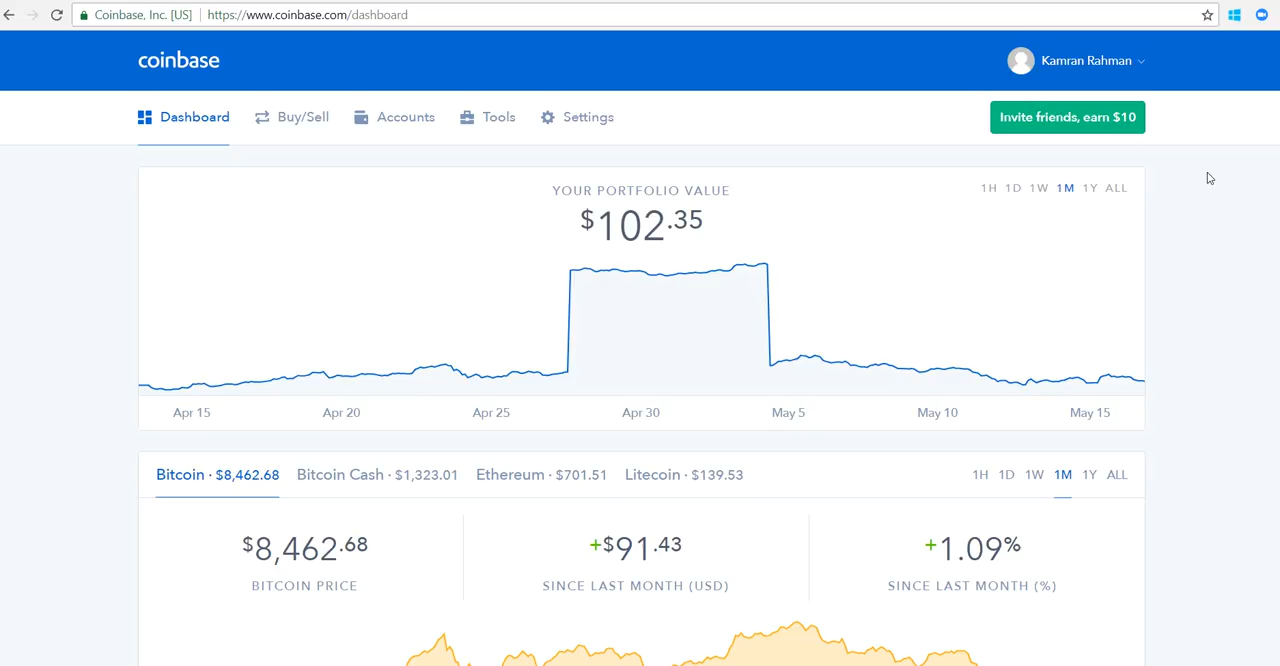 Coinbase, Inc. [US] https://www.coinbase.com/dashboard
coinbase
Kamran Rahman
Dashboard Buy/Sell Accounts Tools Settings
Invite friends, earn $10
YOUR PORTFOLIO VALUE
1H 1D 1W 1M 1Y ALL
$102.35
Apr 15 Apr 20 Apr 25 Apr 30 May 5 May 10 May 15
Bitcoin · $8,462.68 Bitcoin Cash · $1,323.01 Ethereum · $701.51 Litecoin · $139.53 1H 1D 1W 1M 1Y ALL
$8,462.68 +$91.43 +1.09%
BITCOIN PRICE SINCE LAST MONTH (USD) SINCE LAST MONTH (%)